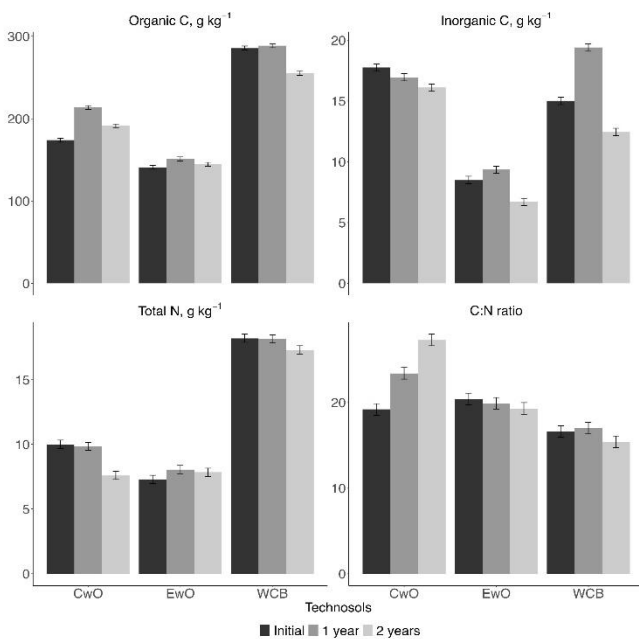 Organic C, g kg⁻¹
300
200
100
0
Inorganic C, g kg⁻¹
20
15
10
5
0
Total N, g kg⁻¹
15
10
5
0
C:N ratio
20
10
0
CwO EwO WCB
CwO EwO WCB
Technosols
Initial 1 year 2 years